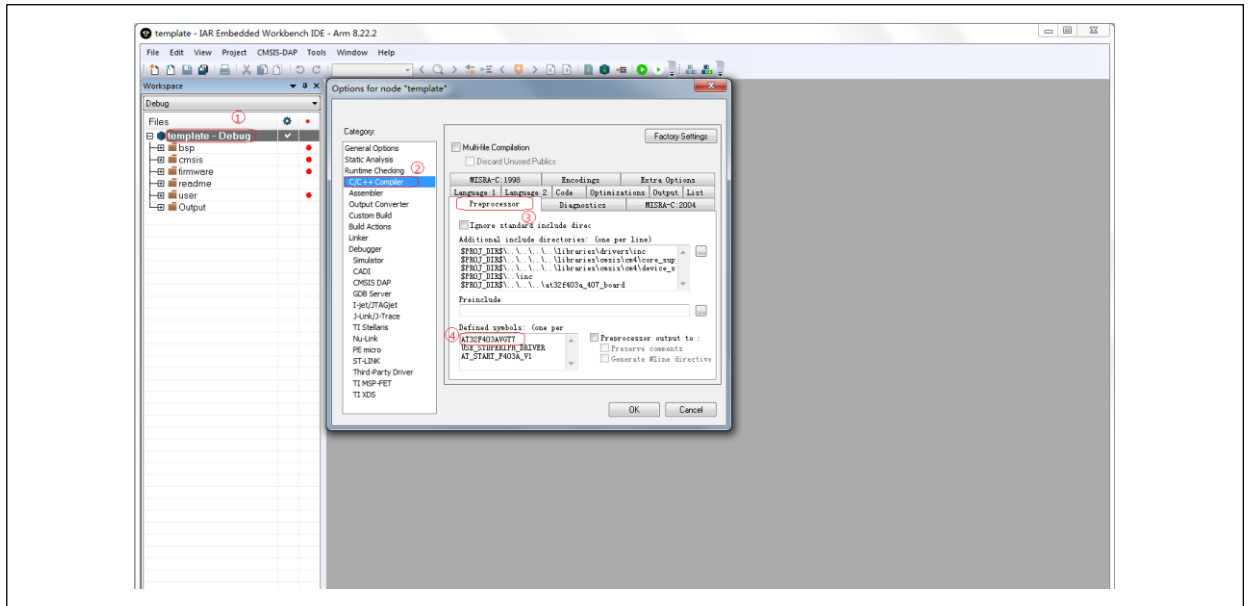 template - IAR Embedded Workbench IDE - Arm 8.22.2
File Edit View Project CMSIS-DAP Tools Window Help
Workspace
Debug
Files
①
template - Debug
bsp
cmsis
firmware
readme
user
Output
Options for node "template"
Category:
General Options
Static Analysis
Runtime Checking
②
C/C++ Compiler
Assembler
Output Converter
Custom Build
Build Actions
Linker
Debugger
Simulator
CADI
CMSIS DAP
GDB Server
I-jet/JTAGjet
J-Link/J-Trace
TI Stellaris
Nu-Link
PE micro
ST-LINK
Third-Party Driver
TI MSP-FET
TI XDS
Factory Settings
Multi-file Compilation
Discard Unused Publics
MISRA-C:1998 Encodings Extra Options
Language 1 Language 2 Code Optimizations Output List
Preprocessor Diagnostics MISRA-C:2004
③
Ignore standard include direc
Additional include directories: (one per line)
$PROJ_DIR$\..\..\..\..\libraries\drivers\inc
$PROJ_DIR$\..\..\..\..\libraries\cmsis\cm4\core_sup
$PROJ_DIR$\..\..\..\..\libraries\cmsis\cm4\device_s
$PROJ_DIR$\..\inc
$PROJ_DIR$\..\..\..\at32f403a_407_board
Preinclude
Defined symbols: (one per
④
AT32F403AVGT7
USE_STDPERIPH_DRIVER
AT_START_F403A_V1
Preprocessor output to :
Preserve comments
Generate #line directive
OK Cancel